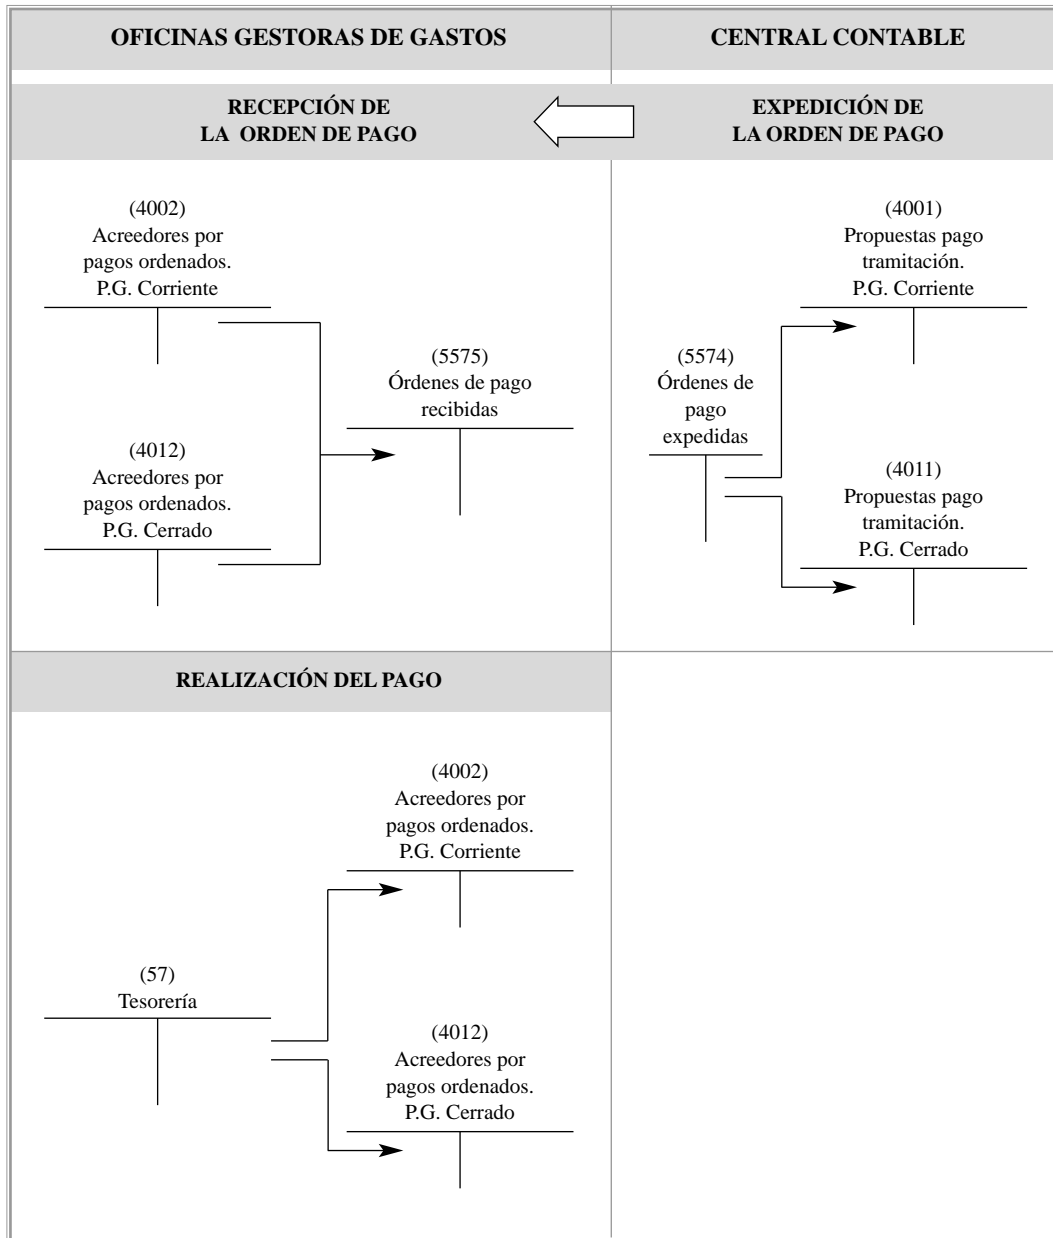 OFICINAS GESTORAS DE GASTOS
CENTRAL CONTABLE
RECEPCIÓN DE
LA ORDEN DE PAGO
EXPEDICIÓN DE
LA ORDEN DE PAGO
(4002)
Acreedores por
pagos ordenados.
P.G. Corriente
(5575)
Órdenes de pago
recibidas
(4012)
Acreedores por
pagos ordenados.
P.G. Cerrado
(4001)
Propuestas pago
tramitación.
P.G. Corriente
(5574)
Órdenes de
pago
expedidas
(4011)
Propuestas pago
tramitación.
P.G. Cerrado
REALIZACIÓN DEL PAGO
(4002)
Acreedores por
pagos ordenados.
P.G. Corriente
(57)
Tesorería
(4012)
Acreedores por
pagos ordenados.
P.G. Cerrado